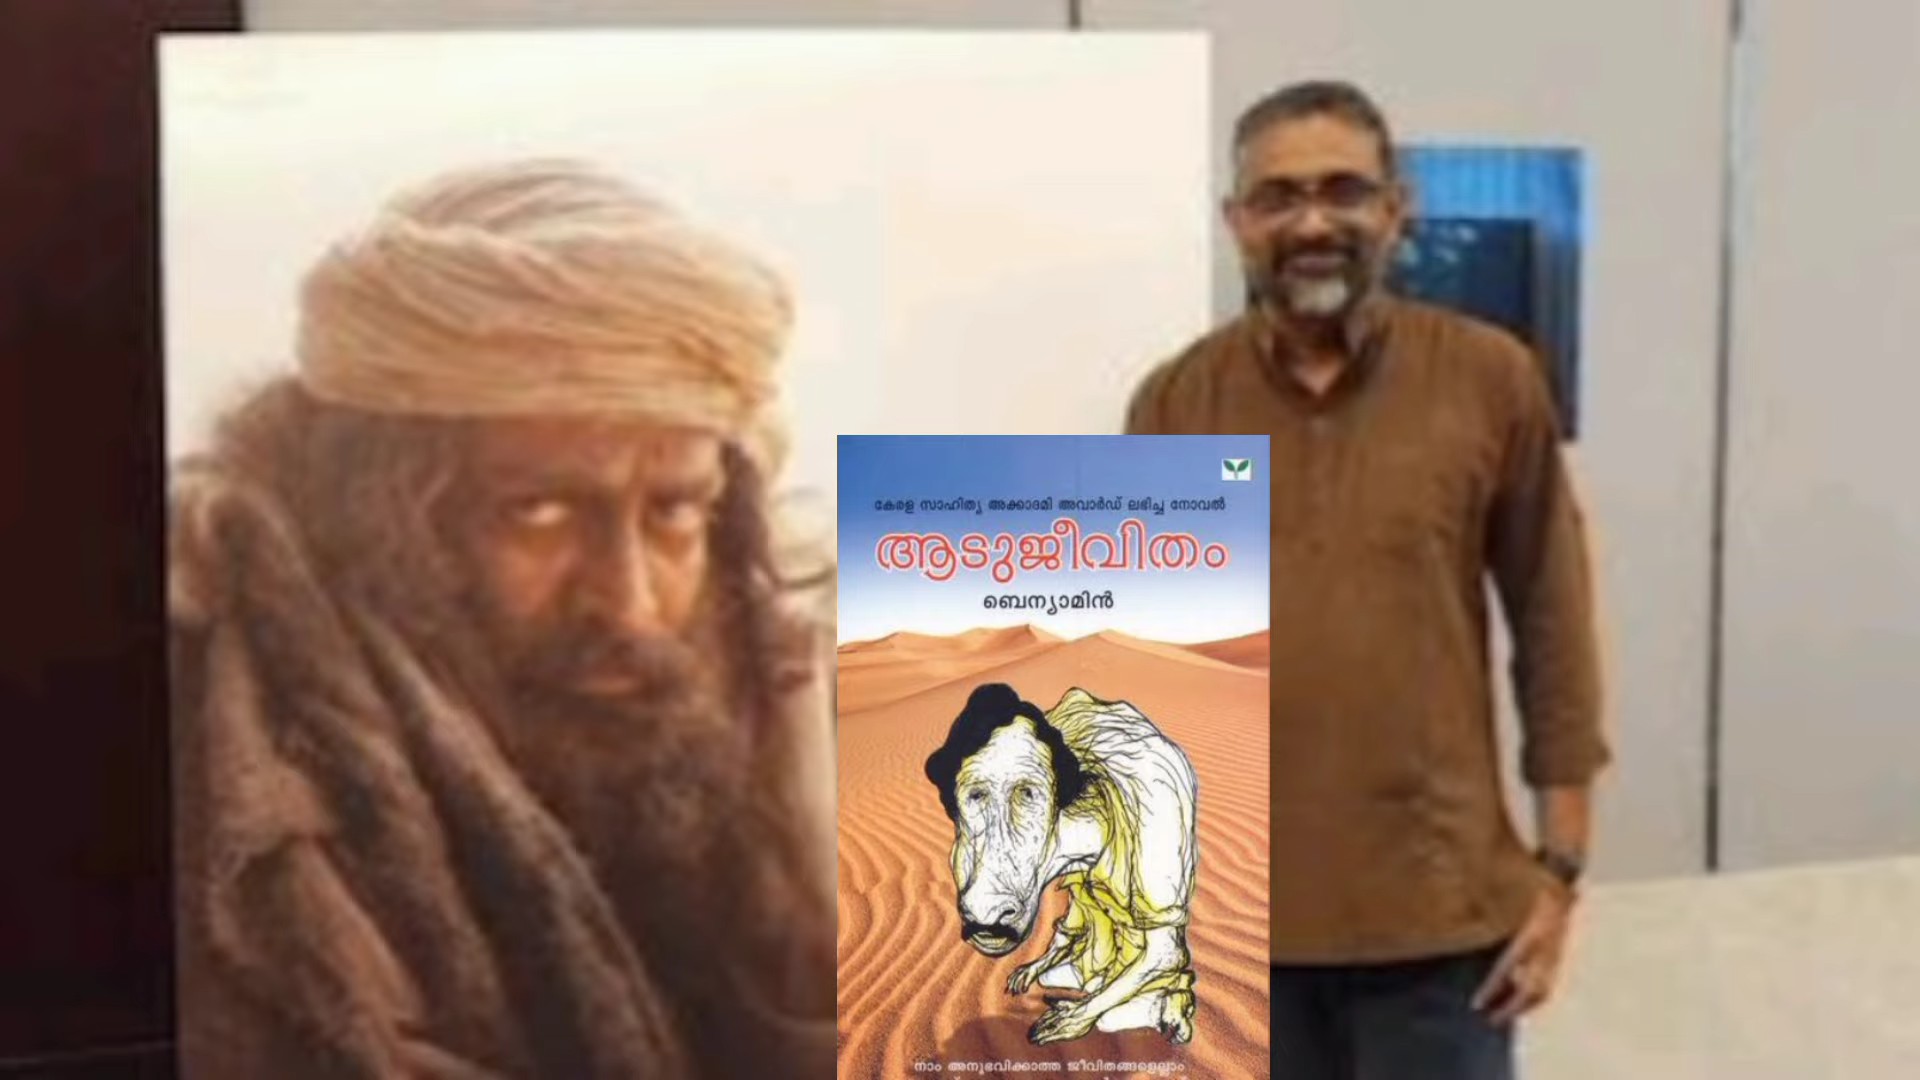 കേരള സാഹിത്യ അക്കാദമി അവാർഡ് ലഭിച്ച നോവൽ
ആടുജീവിതം
ബെന്യാമിൻ
നാം അനുഭവിക്കാത്ത ജീവിതങ്ങളെല്ലാം